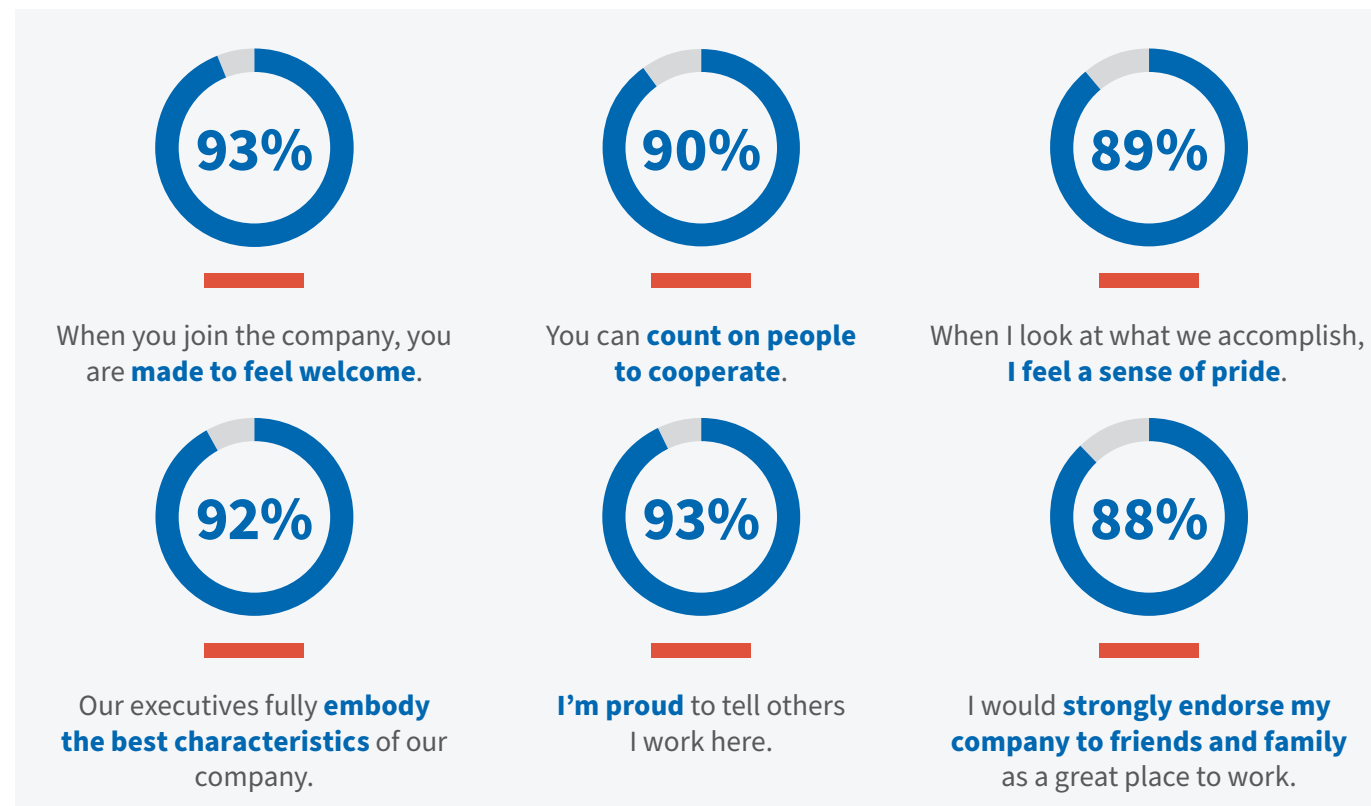 93%
When you join the company, you
are made to feel welcome.
90%
You can count on people
to cooperate.
89%
When I look at what we accomplish,
I feel a sense of pride.
92%
Our executives fully embody
the best characteristics of our
company.
93%
I’m proud to tell others
I work here.
88%
I would strongly endorse my
company to friends and family
as a great place to work.